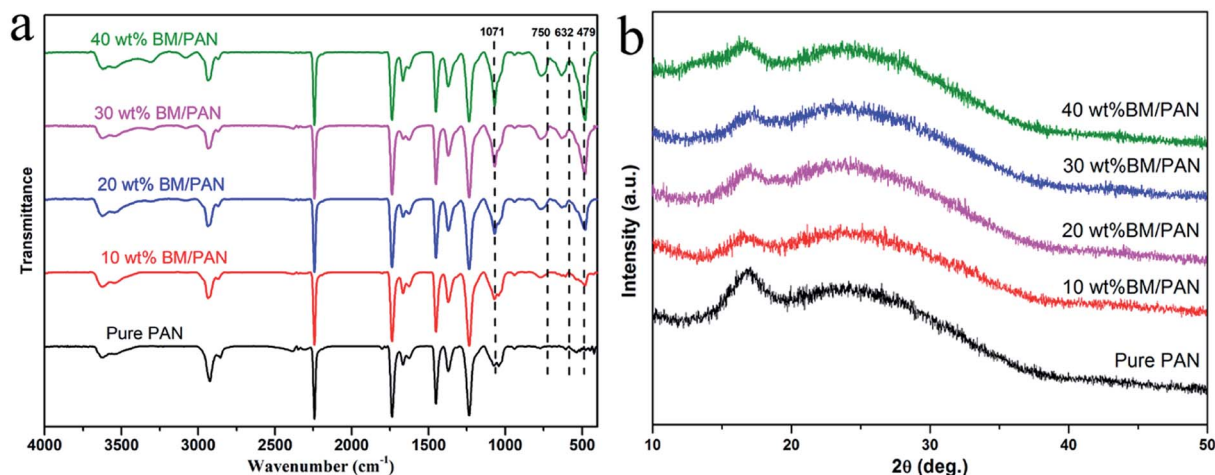 a
1071 750 632 479
40 wt% BM/PAN
30 wt% BM/PAN
20 wt% BM/PAN
10 wt% BM/PAN
Pure PAN
Transmittance
4000 3500 3000 2500 2000 1500 1000 500
Wavenumber (cm⁻¹)
b
40 wt%BM/PAN
30 wt%BM/PAN
20 wt%BM/PAN
10 wt%BM/PAN
Pure PAN
Intensity (a.u.)
10 20 30 40 50
2θ (deg.)